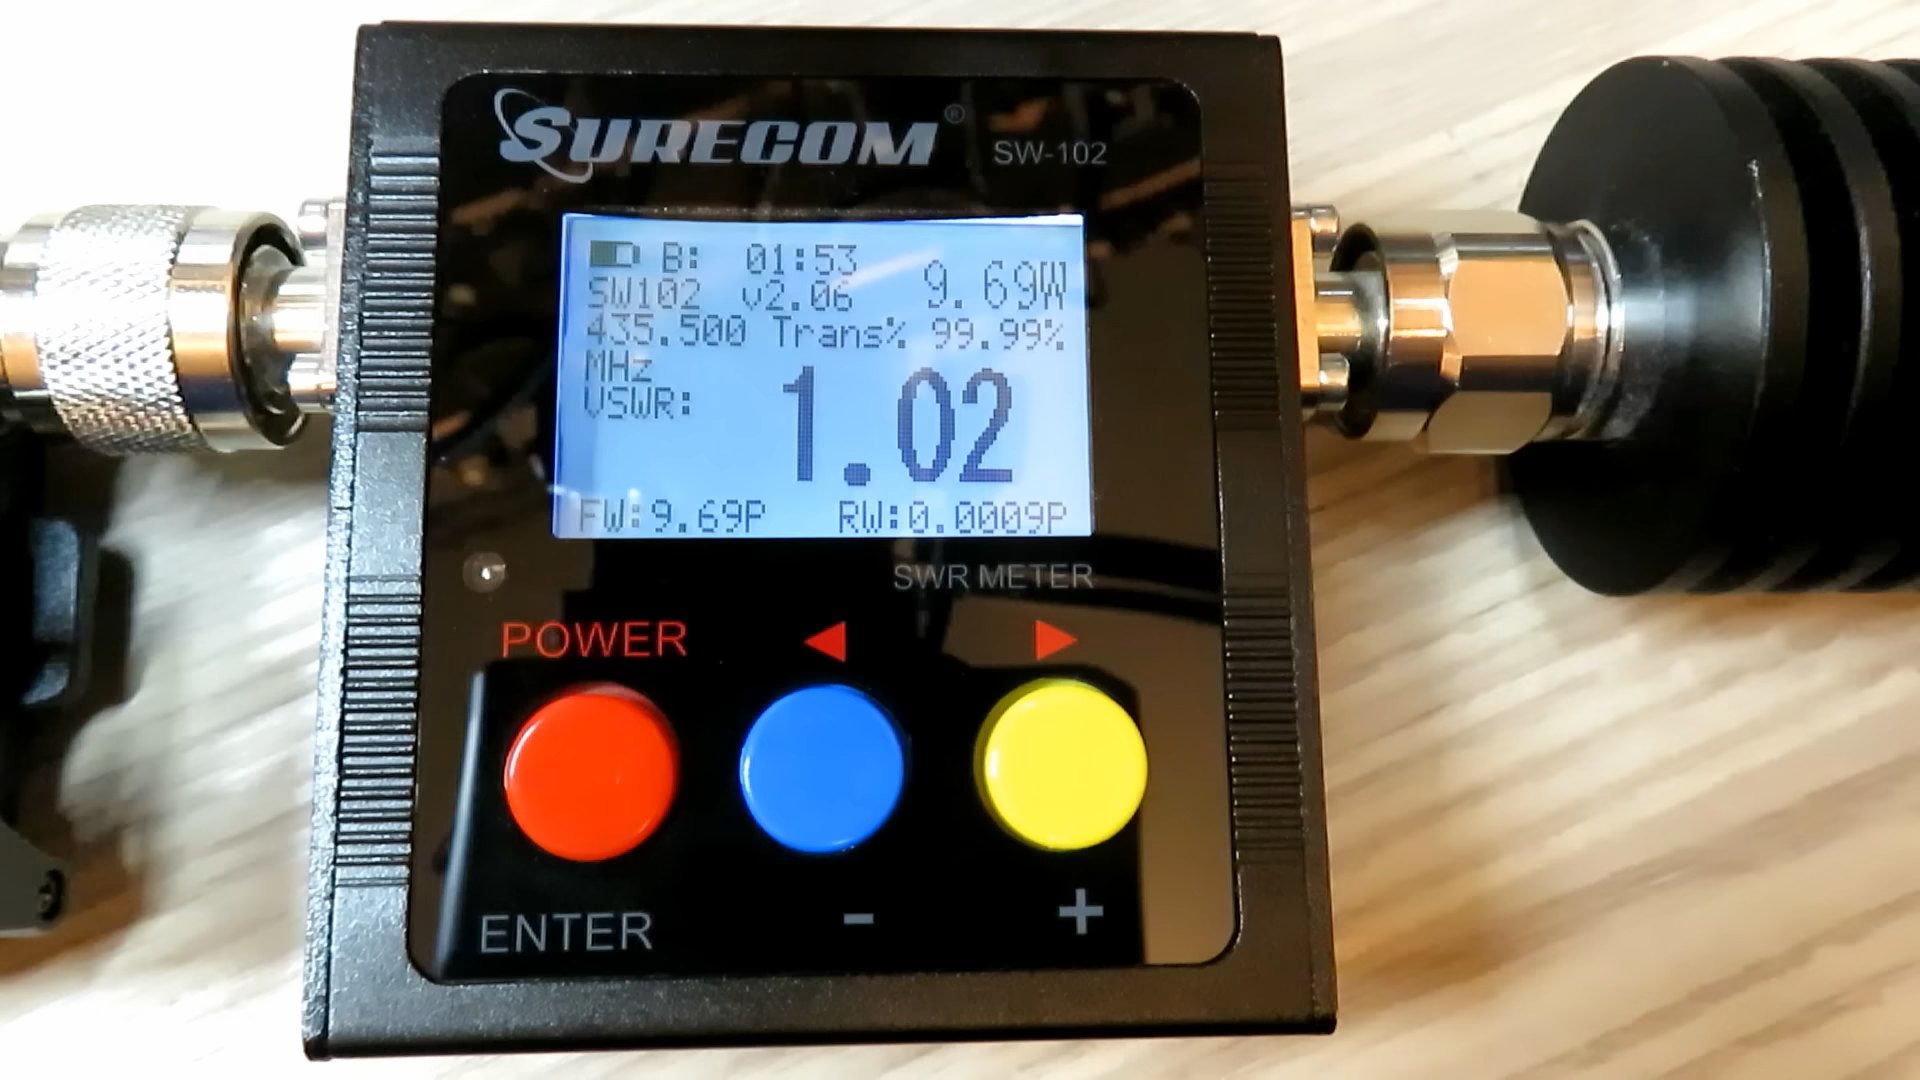 SURECOM®
SW-102
B: 01:53
9.69W
SW102 v2.06
435.500 Trans% 99.99%
MHz
VSWR:
1.02
FW:9.69P RW:0.0009P
SWR METER
POWER ◀ ▶
ENTER - +